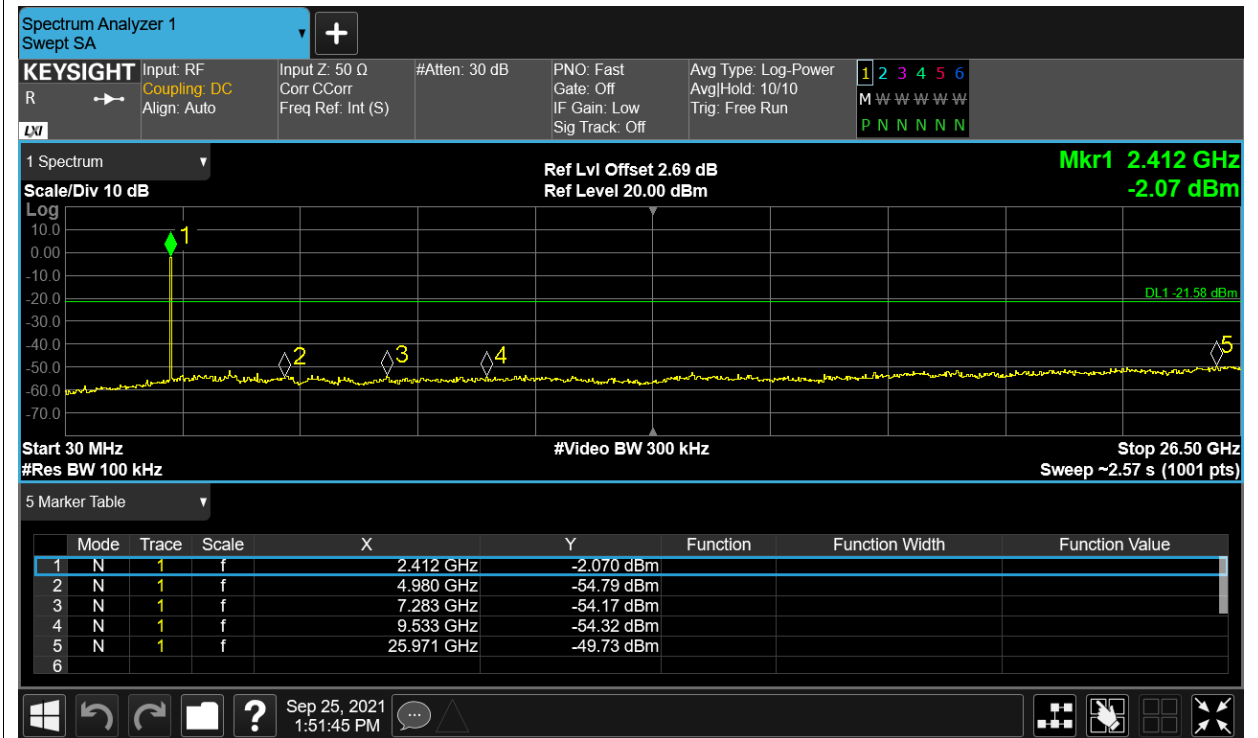 Spectrum Analyzer 1
Swept SA
KEYSIGHT Input: RF Input Z: 50 Ω #Atten: 30 dB PNO: Fast Avg Type: Log-Power 1 2 3 4 5 6
R Coupling: DC Corr CCorr Gate: Off Avg|Hold: 10/10 M W W W W W
Align: Auto Freq Ref: Int (S) IF Gain: Low Trig: Free Run
LXI Sig Track: Off P N N N N N
1 Spectrum Ref Lvl Offset 2.69 dB Mkr1 2.412 GHz
Scale/Div 10 dB Ref Level 20.00 dBm -2.07 dBm
Log
10.0 1
0.00
-10.0
-20.0 DL1 -21.58 dBm
-30.0
-40.0 2 3 4 5
-50.0
-60.0
-70.0
Start 30 MHz #Video BW 300 kHz Stop 26.50 GHz
#Res BW 100 kHz Sweep ~2.57 s (1001 pts)
5 Marker Table
Mode Trace Scale X Y Function Function Width Function Value
1 N 1 f 2.412 GHz -2.070 dBm
2 N 1 f 4.980 GHz -54.79 dBm
3 N 1 f 7.283 GHz -54.17 dBm
4 N 1 f 9.533 GHz -54.32 dBm
5 N 1 f 25.971 GHz -49.73 dBm
6
? Sep 25, 2021
1:51:45 PM